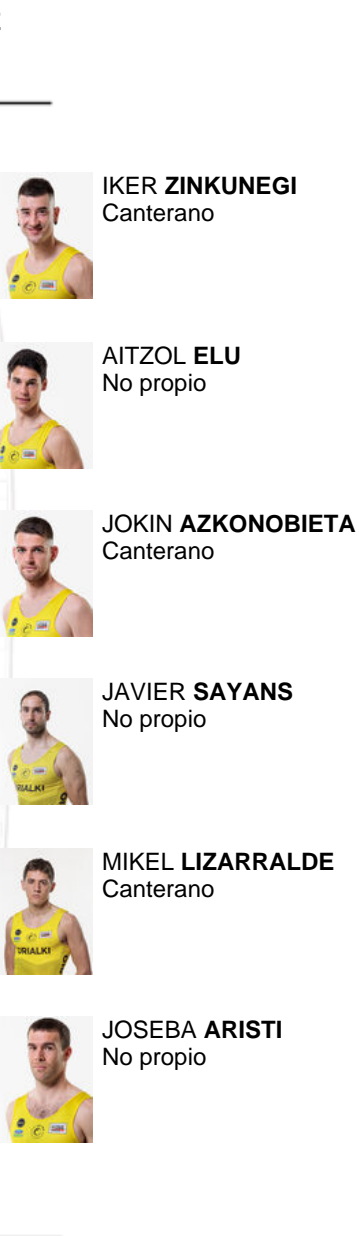 IKER ZINKUNEGI
Canterano
AITZOL ELU
No propio
JOKIN AZKONOBIETA
Canterano
JAVIER SAYANS
No propio
MIKEL LIZARRALDE
Canterano
JOSEBA ARISTI
No propio